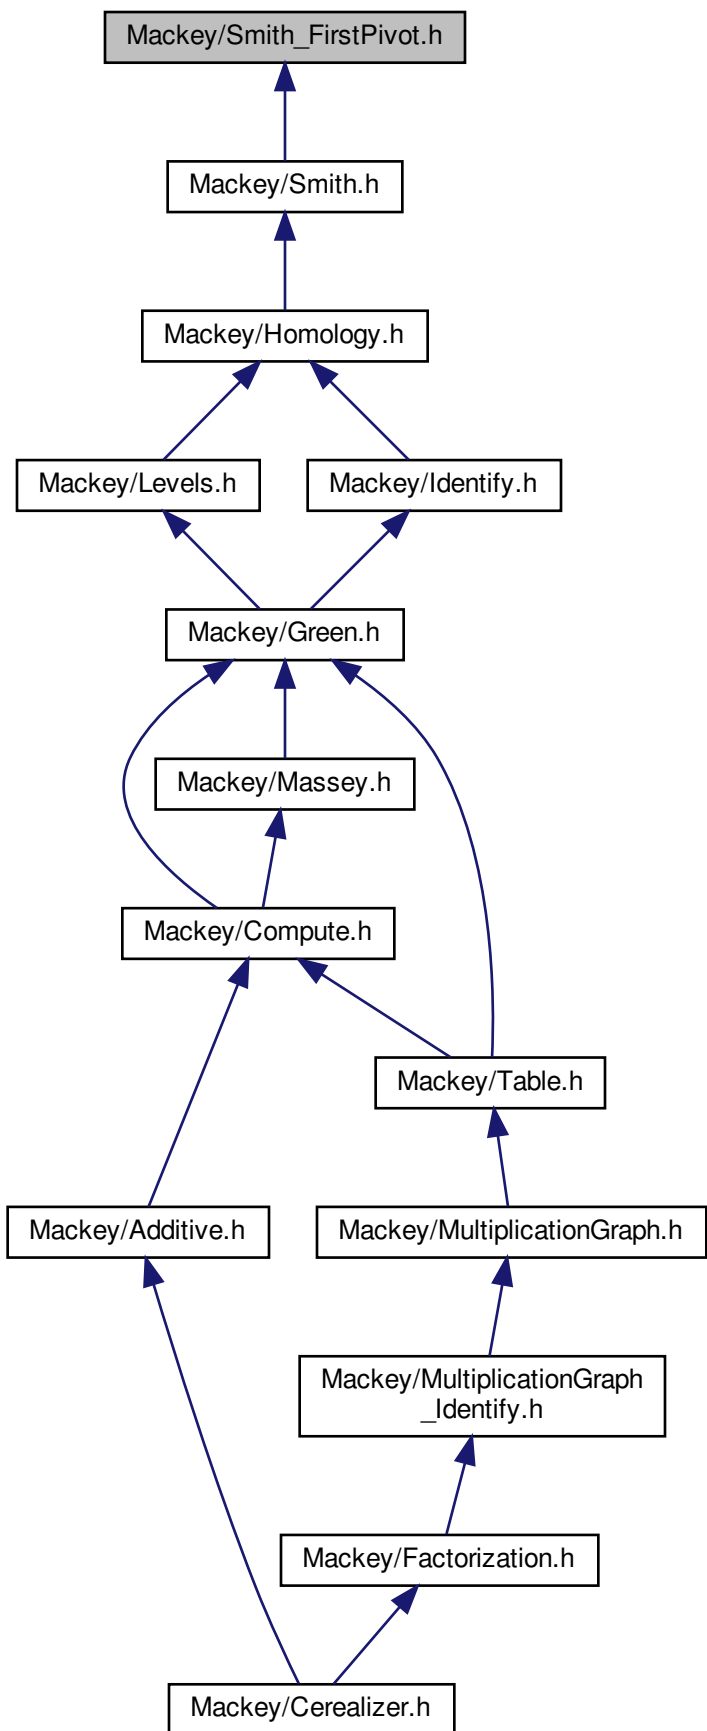 Mackey/Smith_FirstPivot.h
Mackey/Smith.h
Mackey/Homology.h
Mackey/Levels.h
Mackey/Identify.h
Mackey/Green.h
Mackey/Massey.h
Mackey/Compute.h
Mackey/Table.h
Mackey/Additive.h
Mackey/MultiplicationGraph.h
Mackey/MultiplicationGraph
_Identify.h
Mackey/Factorization.h
Mackey/Cerealizer.h